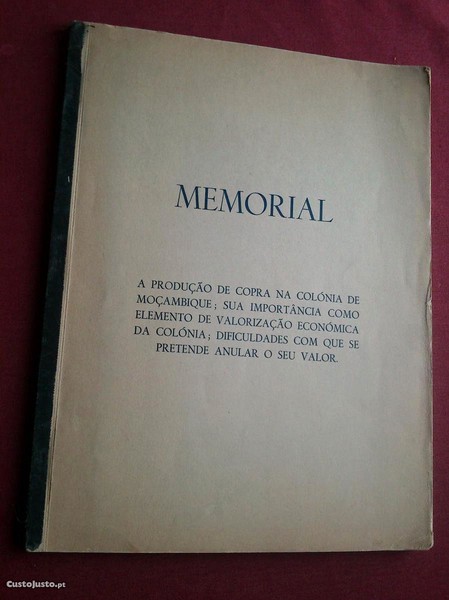 MEMORIAL
A PRODUÇÃO DE COPRA NA COLÓNIA DE
MOÇAMBIQUE; SUA IMPORTÂNCIA COMO
ELEMENTO DE VALORIZAÇÃO ECONÓMICA
DA COLÓNIA; DIFICULDADES COM QUE SE
PRETENDE ANULAR O SEU VALOR.
CustoJusto.pt